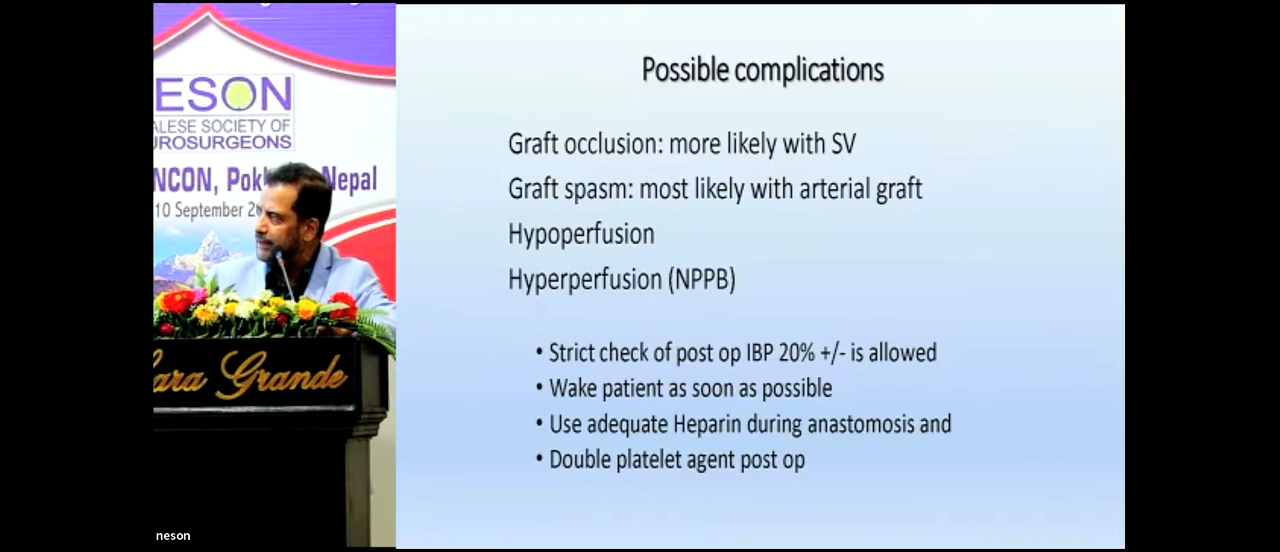 ESON
ALESE SOCIETY OF
UROSURGEONS
NCON, Pok Nepal
10 September 2
ara Grande
neson
Possible complications
Graft occlusion: more likely with SV
Graft spasm: most likely with arterial graft
Hypoperfusion
Hyperperfusion (NPPB)
• Strict check of post op IBP 20% +/- is allowed
• Wake patient as soon as possible
• Use adequate Heparin during anastomosis and
• Double platelet agent post op